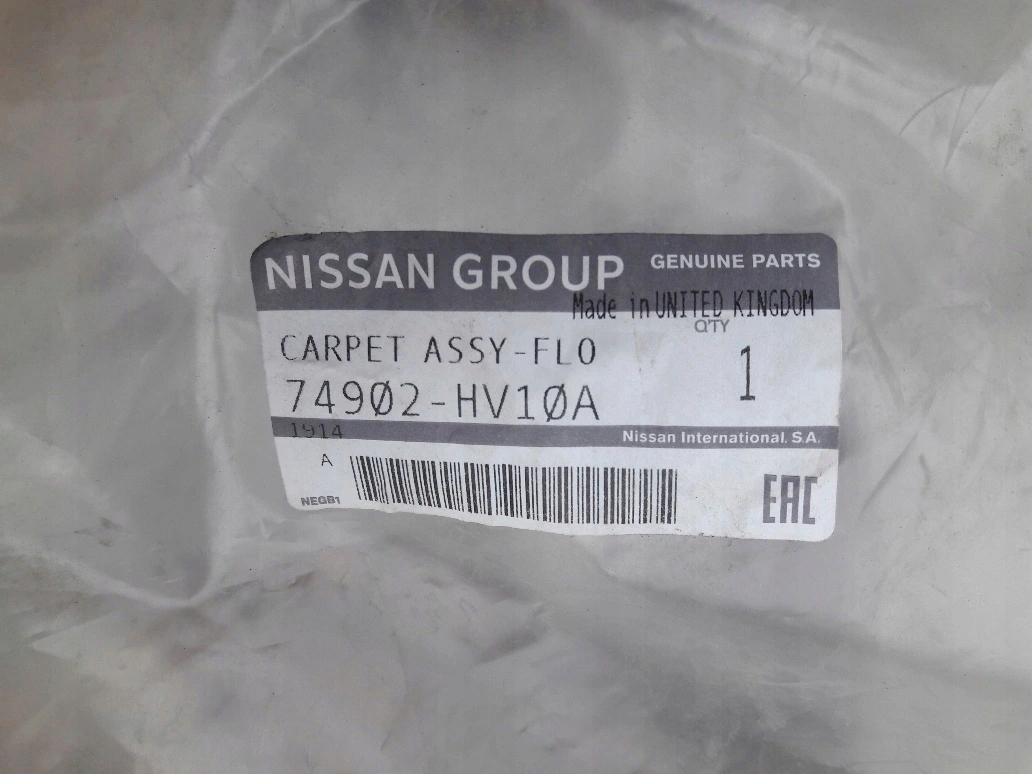 NISSAN GROUP GENUINE PARTS
Made in UNITED KINGDOM
Q'TY
CARPET ASSY-FLO
1
74902-HV10A
1914
Nissan International. S.A.
A
NEGB1
EAC